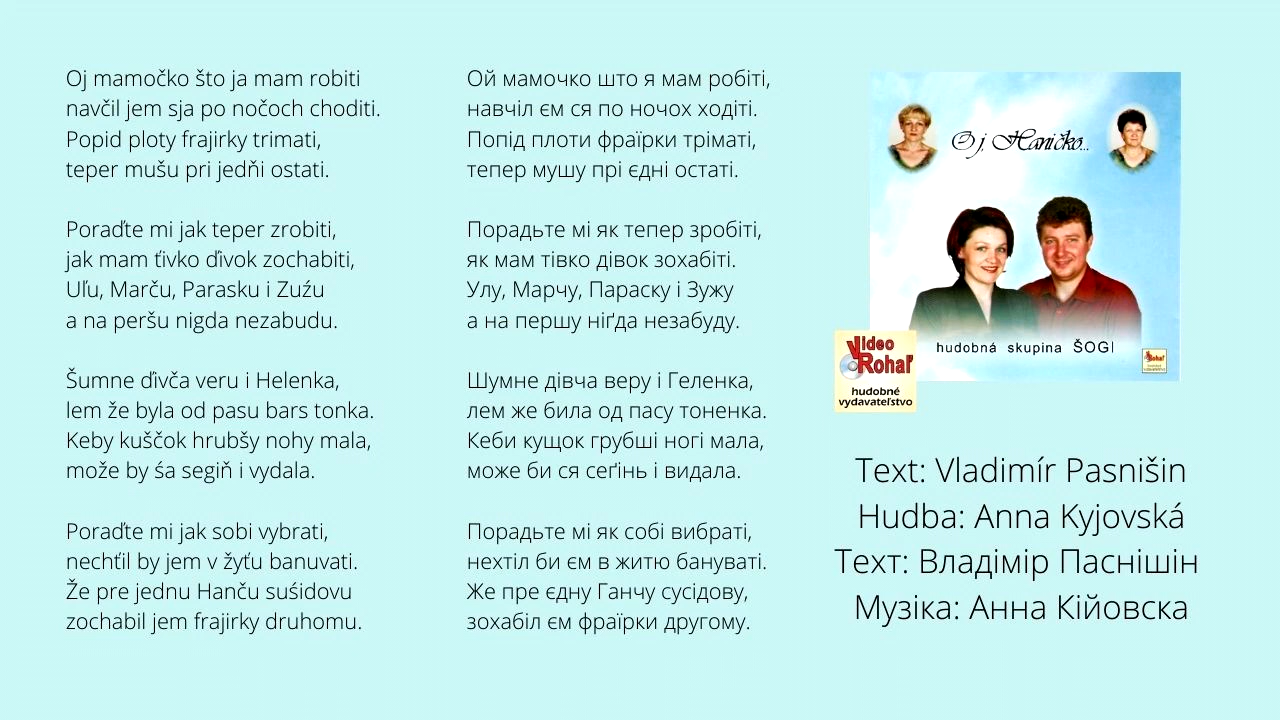 Oj mamočko što ja mam robiti
navčil jem sja po nočoch choditi.
Popid ploty frajirky trimati,
teper mušu pri jedňi ostati.
Poraďte mi jak teper zrobiti,
jak mam ťivko ďivok zochabiti,
Uľu, Marču, Parasku i Zuźu
a na peršu nigda nezabudu.
Šumne ďivča veru i Helenka,
lem že byla od pasu bars tonka.
Keby kuščok hrubšy nohy mala,
može by śa segiň i vydala.
Poraďte mi jak sobi vybrati,
nechťil by jem v žyťu banuvati.
Že pre jednu Hanču suśidovu
zochabil jem frajirky druhomu.
Ой мамочко што я мам робіті,
навчіл єм ся по ночох ходіті.
Попід плоти фраїрки тріматі,
тепер мушу прі єдні остаті.
Порадьте мі як тепер зробіті,
як мам тівко дівок зохабіті.
Улу, Марчу, Параску і Зужу
а на першу ніґда незабуду.
Шумне дівча веру і Геленка,
лем же била од пасу тоненка.
Кеби кущок грубші ногі мала,
може би ся сеґінь і видала.
Порадьте мі як собі вибраті,
нехтіл би єм в житю бануваті.
Же пре єдну Ганчу сусідову,
зохабіл єм фраїрки другому.
Oj, Haničko...
hudobná skupina ŠOGI
Video
Rohaľ
hudobné
vydavateľstvo
Text: Vladimír Pasnišin
Hudba: Anna Kyjovská
Текст: Владімір Паснішін
Музіка: Анна Кійовска